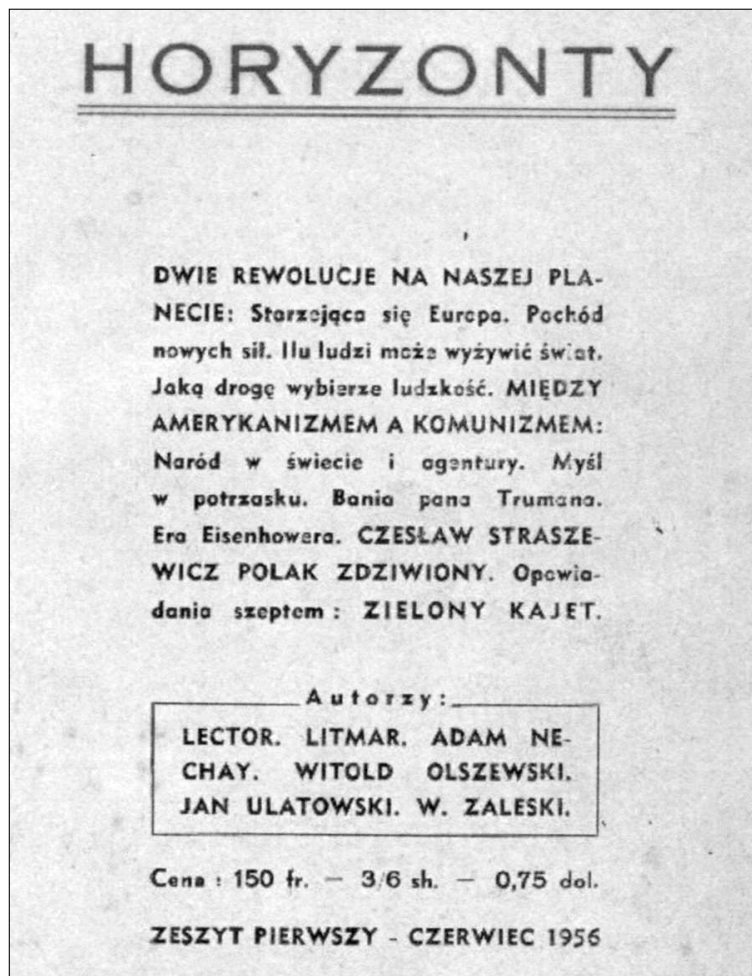 HORYZONTY
DWIE REWOLUCJE NA NASZEJ PLA-
NECIE: Starzejąca się Europa. Pochód
nowych sił. Ilu ludzi może wyżywić świat.
Jaką drogę wybierze ludzkość. MIĘDZY
AMERYKANIZMEM A KOMUNIZMEM:
Naród w świecie i agentury. Myśl
w potrzasku. Bania pana Trumana.
Era Eisenhowera. CZESŁAW STRASZE-
WICZ POLAK ZDZIWIONY. Opowia-
dania szeptem : ZIELONY KAJET.
Autorzy:
LECTOR. LITMAR. ADAM NE-
CHAY. WITOLD OLSZEWSKI.
JAN ULATOWSKI. W. ZALESKI.
Cena : 150 fr. — 3/6 sh. — 0,75 dol.
ZESZYT PIERWSZY - CZERWIEC 1956